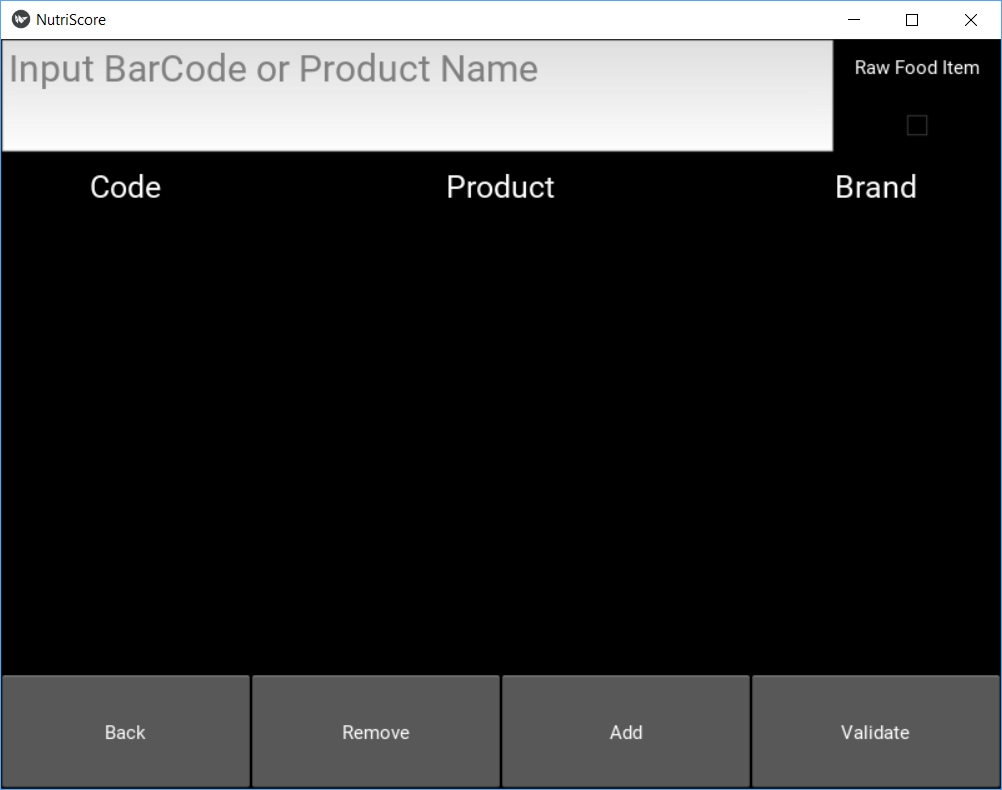 NutriScore
Input BarCode or Product Name
Raw Food Item
Code Product Brand
Back Remove Add Validate